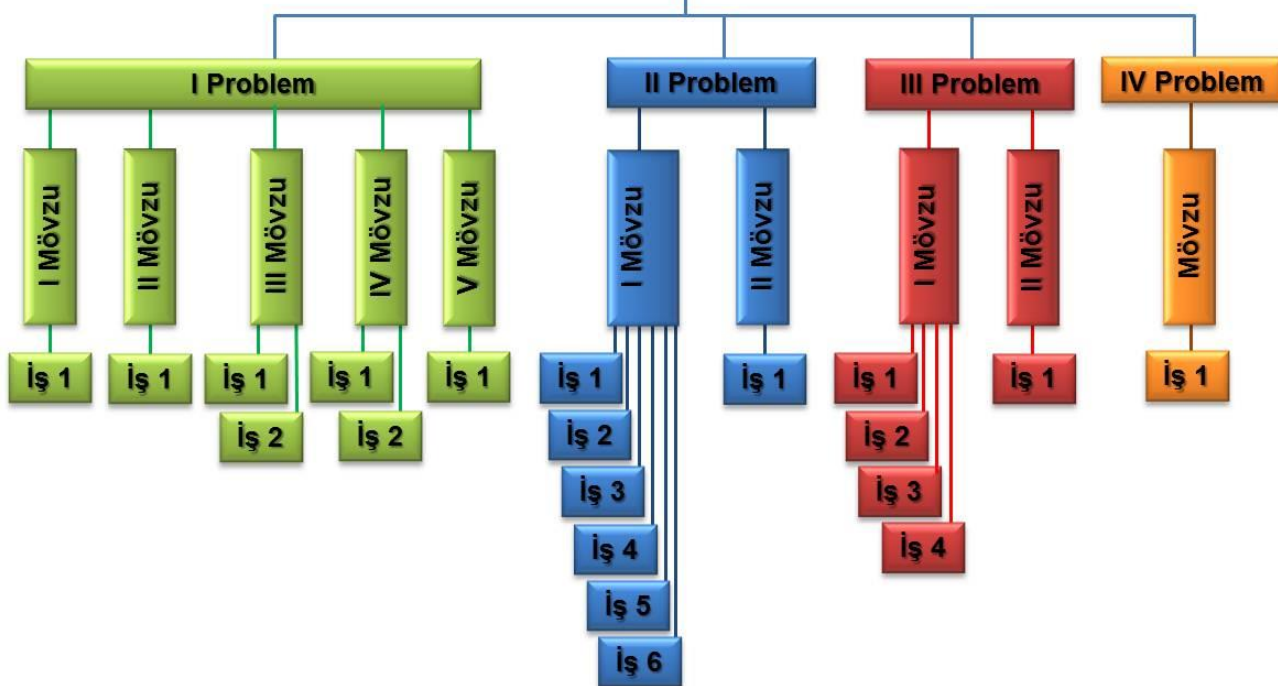 I Problem
II Problem
III Problem
IV Problem
I Mövzu
II Mövzu
III Mövzu
IV Mövzu
V Mövzu
I Mövzu
II Mövzu
I Mövzu
II Mövzu
Mövzu
İş 1
İş 1
İş 1
İş 1
İş 1
İş 1
İş 1
İş 1
İş 1
İş 1
İş 2
İş 2
İş 2
İş 2
İş 3
İş 3
İş 4
İş 4
İş 5
İş 6